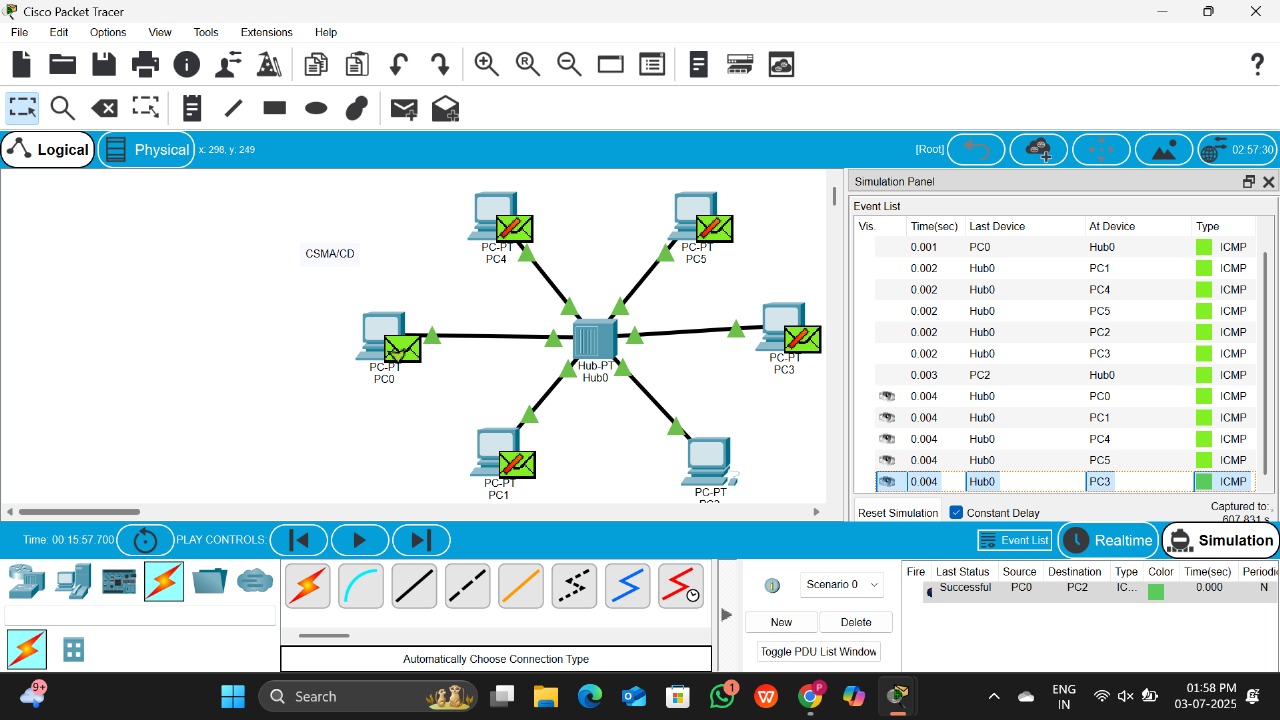 Cisco Packet Tracer
File Edit Options View Tools Extensions Help
Logical Physical x: 298, y: 249 [Root] 02:57:30
Simulation Panel
Event List
Vis. Time(sec) Last Device At Device Type
0.001 PC0 Hub0 ICMP
0.002 Hub0 PC1 ICMP
0.002 Hub0 PC4 ICMP
0.002 Hub0 PC5 ICMP
0.002 Hub0 PC2 ICMP
0.002 Hub0 PC3 ICMP
0.003 PC2 Hub0 ICMP
0.004 Hub0 PC0 ICMP
0.004 Hub0 PC1 ICMP
0.004 Hub0 PC4 ICMP
0.004 Hub0 PC5 ICMP
0.004 Hub0 PC3 ICMP
Reset Simulation Constant Delay Captured to:
607.831 s
CSMA/CD
PC-PT
PC4
PC-PT
PC5
PC-PT
PC0
Hub-PT
Hub0
PC-PT
PC3
PC-PT
PC1
PC-PT
Time: 00:15:57.700 PLAY CONTROLS: Event List Realtime Simulation
Automatically Choose Connection Type
Scenario 0
New Delete
Toggle PDU List Window
Fire Last Status Source Destination Type Color Time(sec) Periodi
Successful PC0 PC2 IC... 0.000 N
9+
Search
1
P
ENG
IN
01:58 PM
03-07-2025